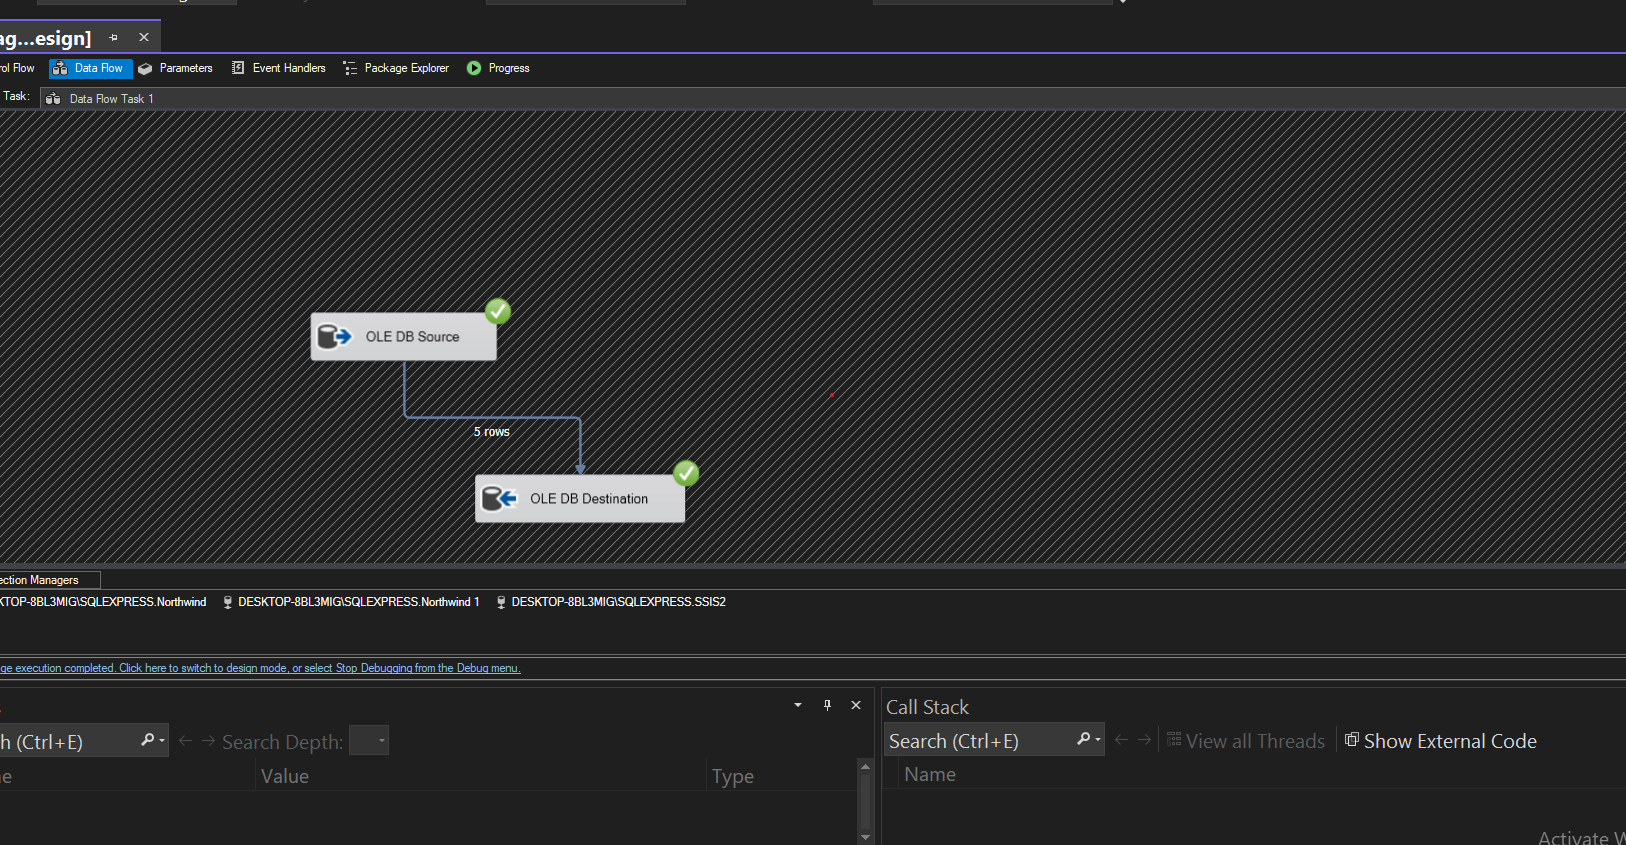 ag...esign]
rol Flow Data Flow Parameters Event Handlers Package Explorer Progress
Task: Data Flow Task 1
OLE DB Source
5 rows
OLE DB Destination
ection Managers
KTOP-8BL3MIG\SQLEXPRESS.Northwind DESKTOP-8BL3MIG\SQLEXPRESS.Northwind 1 DESKTOP-8BL3MIG\SQLEXPRESS.SSIS2
ge execution completed. Click here to switch to design mode, or select Stop Debugging from the Debug menu.
Call Stack
h (Ctrl+E) Search Depth: Search (Ctrl+E) View all Threads Show External Code
e Value Type Name
Activate W